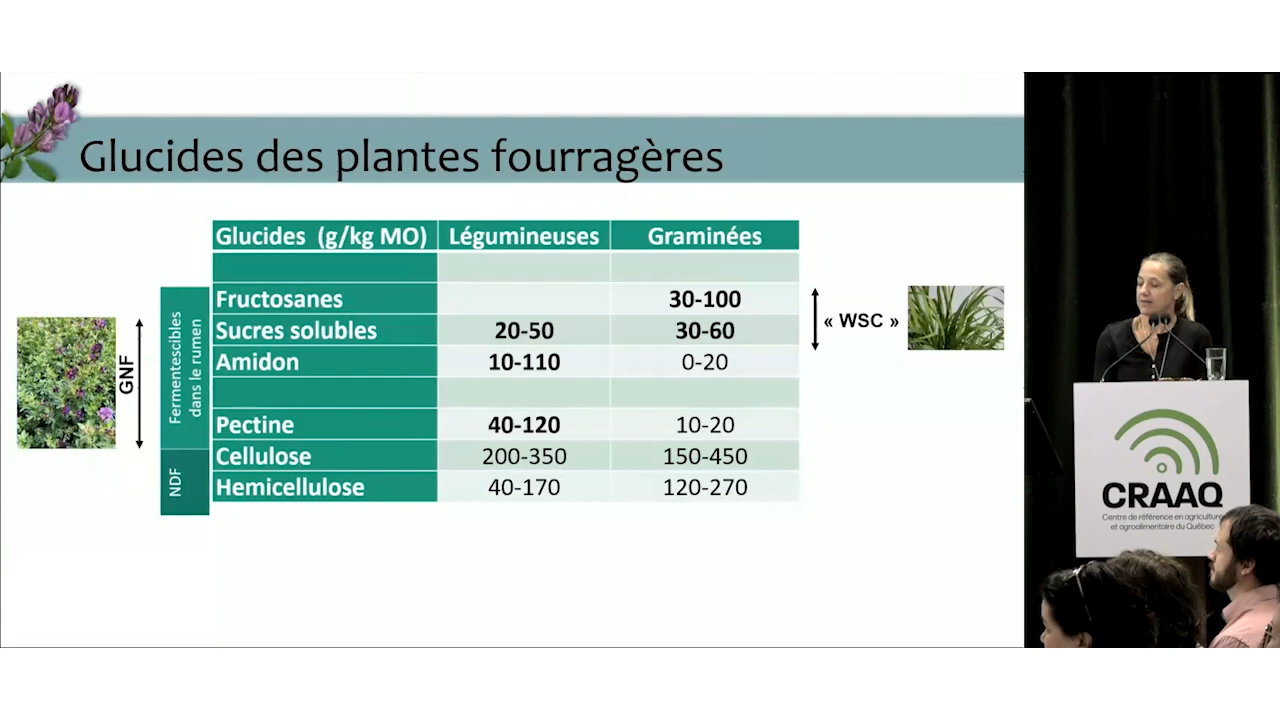 Glucides des plantes fourragères
Glucides (g/kg MO) Légumineuses Graminées
Fructosanes 30-100
Sucres solubles 20-50 30-60
Amidon 10-110 0-20
Pectine 40-120 10-20
Cellulose 200-350 150-450
Hemicellulose 40-170 120-270
GNF
Fermentescibles
dans le rumen
NDF
« WSC »
CRAAQ
Centre de référence en agriculture
et agroalimentaire du Québec